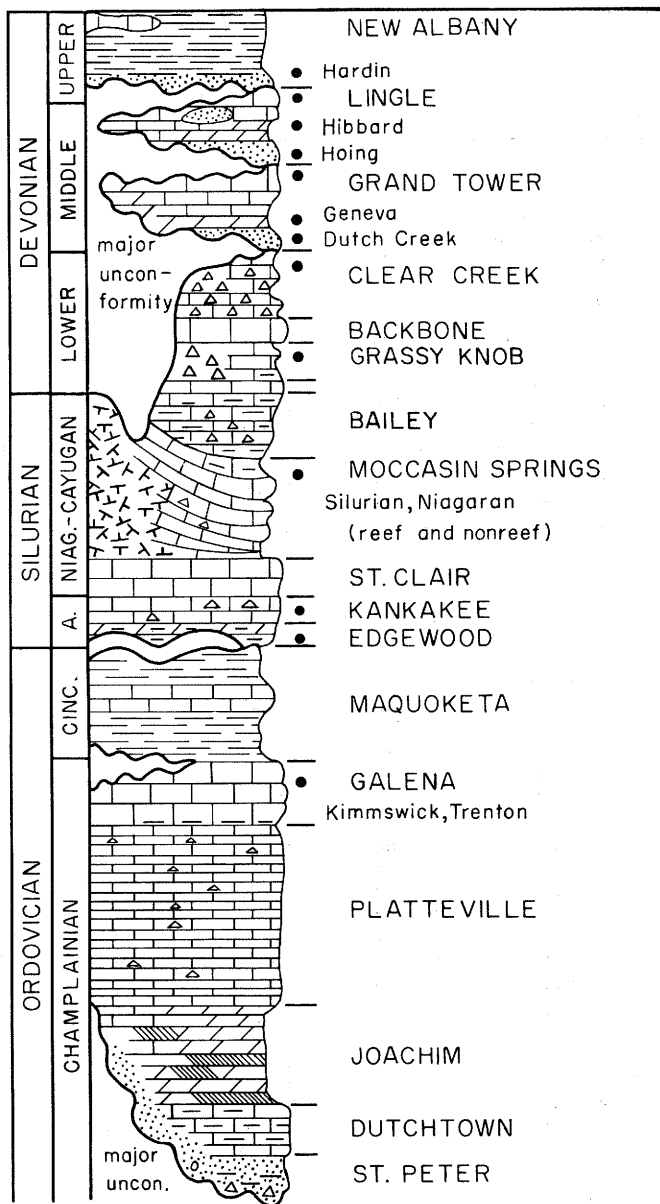 DEVONIAN
SILURIAN
ORDOVICIAN
UPPER
MIDDLE
LOWER
NIAG.-CAYUGAN
A.
CINC.
CHAMPLAINIAN
major
uncon-
formity
major
uncon.
NEW ALBANY
Hardin
LINGLE
Hibbard
Hoing
GRAND TOWER
Geneva
Dutch Creek
CLEAR CREEK
BACKBONE
GRASSY KNOB
BAILEY
MOCCASIN SPRINGS
Silurian, Niagaran
(reef and nonreef)
ST. CLAIR
KANKAKEE
EDGEWOOD
MAQUOKETA
GALENA
Kimmswick, Trenton
PLATTEVILLE
JOACHIM
DUTCHTOWN
ST. PETER